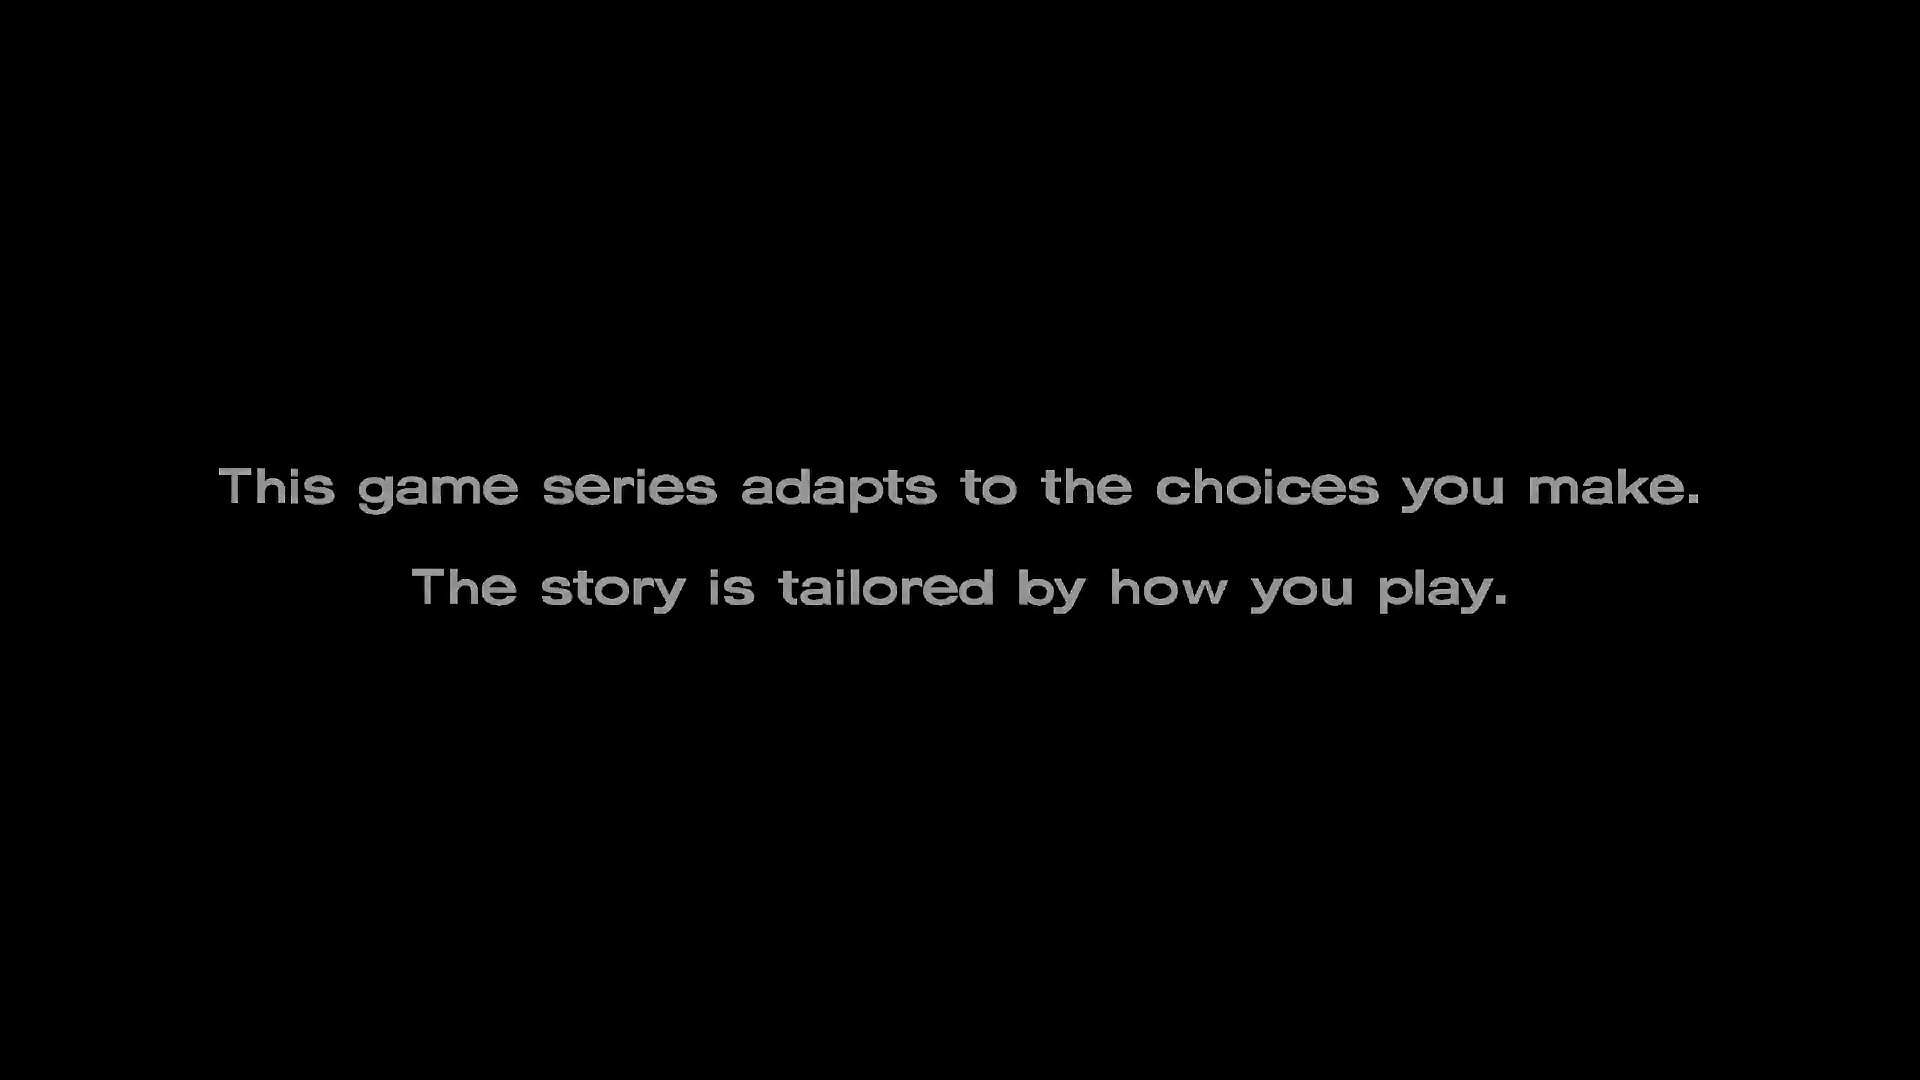 This game series adapts to the choices you make.
The story is tailored by how you play.